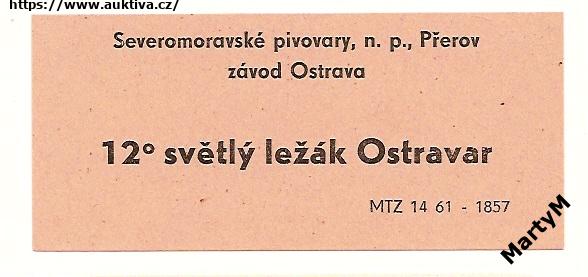 https://www.auktiva.cz/
Severomoravské pivovary, n. p., Přerov
závod Ostrava
12° světlý ležák Ostravar
MTZ 14 61 - 1857
MartyM